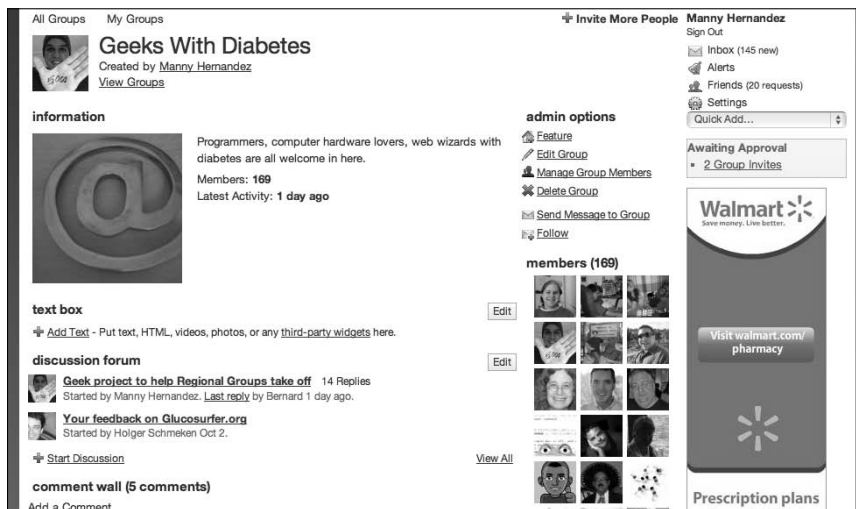 All Groups My Groups
Invite More People
Geeks With Diabetes
Created by Manny Hernandez
View Groups
information
Programmers, computer hardware lovers, web wizards with
diabetes are all welcome in here.
Members: 169
Latest Activity: 1 day ago
text box
Edit
Add Text - Put text, HTML, videos, photos, or any third-party widgets here.
discussion forum
Edit
Geek project to help Regional Groups take off 14 Replies
Started by Manny Hernandez. Last reply by Bernard 1 day ago.
Your feedback on Glucosurfer.org
Started by Holger Schmeken Oct 2.
Start Discussion
View All
comment wall (5 comments)
Add a Comment
admin options
Feature
Edit Group
Manage Group Members
Delete Group
Send Message to Group
Follow
members (169)
Manny Hernandez
Sign Out
Inbox (145 new)
Alerts
Friends (20 requests)
Settings
Quick Add...
Awaiting Approval
2 Group Invites
Walmart
Save money. Live better.
Visit walmart.com/
pharmacy
Prescription plans